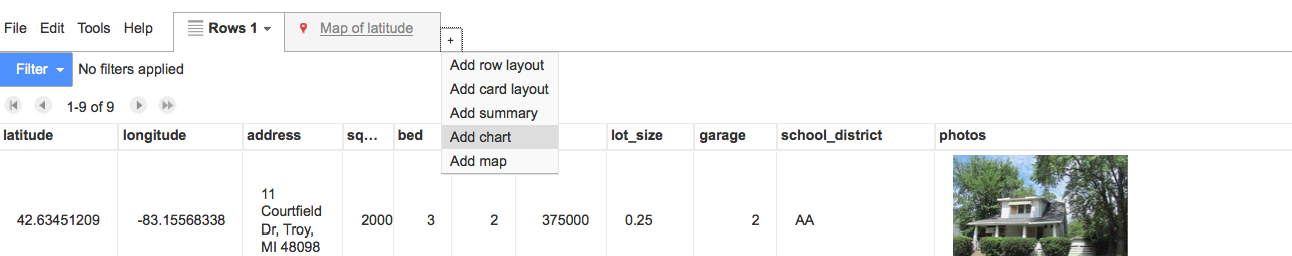 File Edit Tools Help Rows 1 Map of latitude +
Filter No filters applied
Add row layout
Add card layout
Add summary
Add chart
Add map
1-9 of 9
latitude longitude address sq... bed lot_size garage school_district photos
42.63451209 -83.15568338 11 Courtfield Dr, Troy, MI 48098 2000 3 2 375000 0.25 2 AA